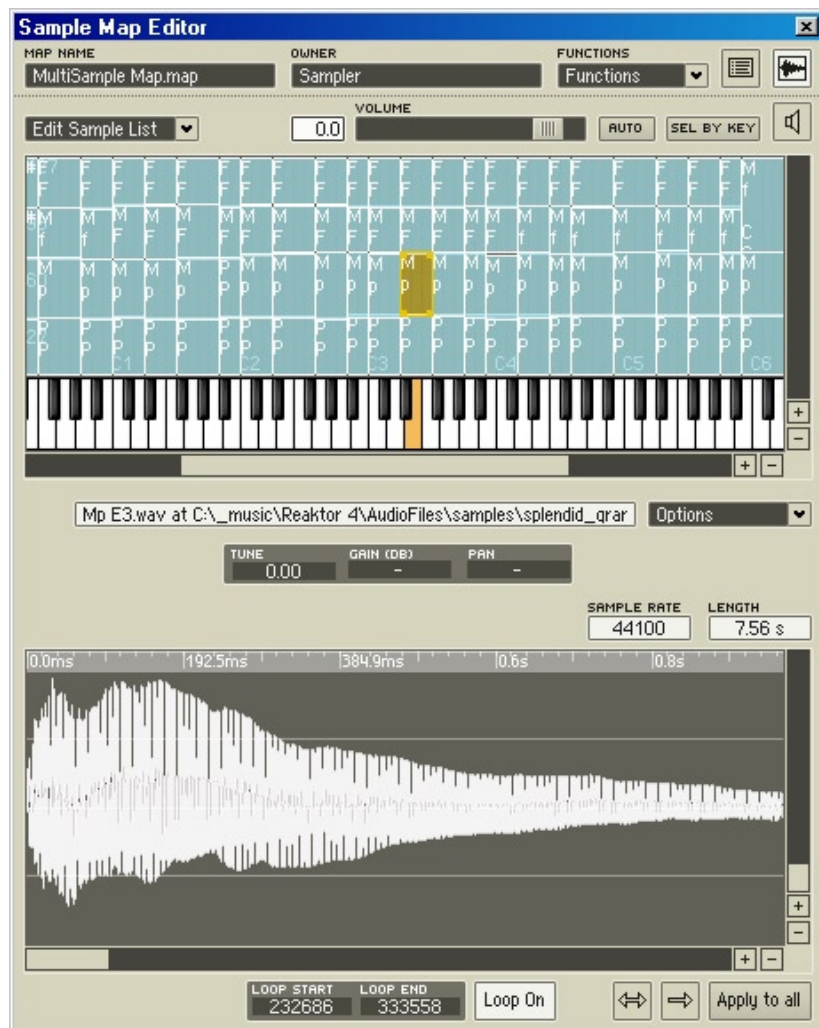 Sample Map Editor
MAP NAME OWNER FUNCTIONS
MultiSample Map.map Sampler Functions
VOLUME
Edit Sample List 0.0 AUTO SEL BY KEY
F F F F F F F F F F F F F F F F F F M
F F F F F F F F F F F F F F F F F F f
M M M M M M M M M M M M M M M M M M
C1 C2 C3 C4 C5 C6
Mp E3.wav at C:\_music\Reaktor 4\AudioFiles\samples\splendid_grar Options
TUNE GAIN (DB) PAN
0.00 - -
SAMPLE RATE LENGTH
44100 7.56 s
0.0ms 192.5ms 384.9ms 0.6s 0.8s
LOOP START LOOP END
232686 333558 Loop On Apply to all